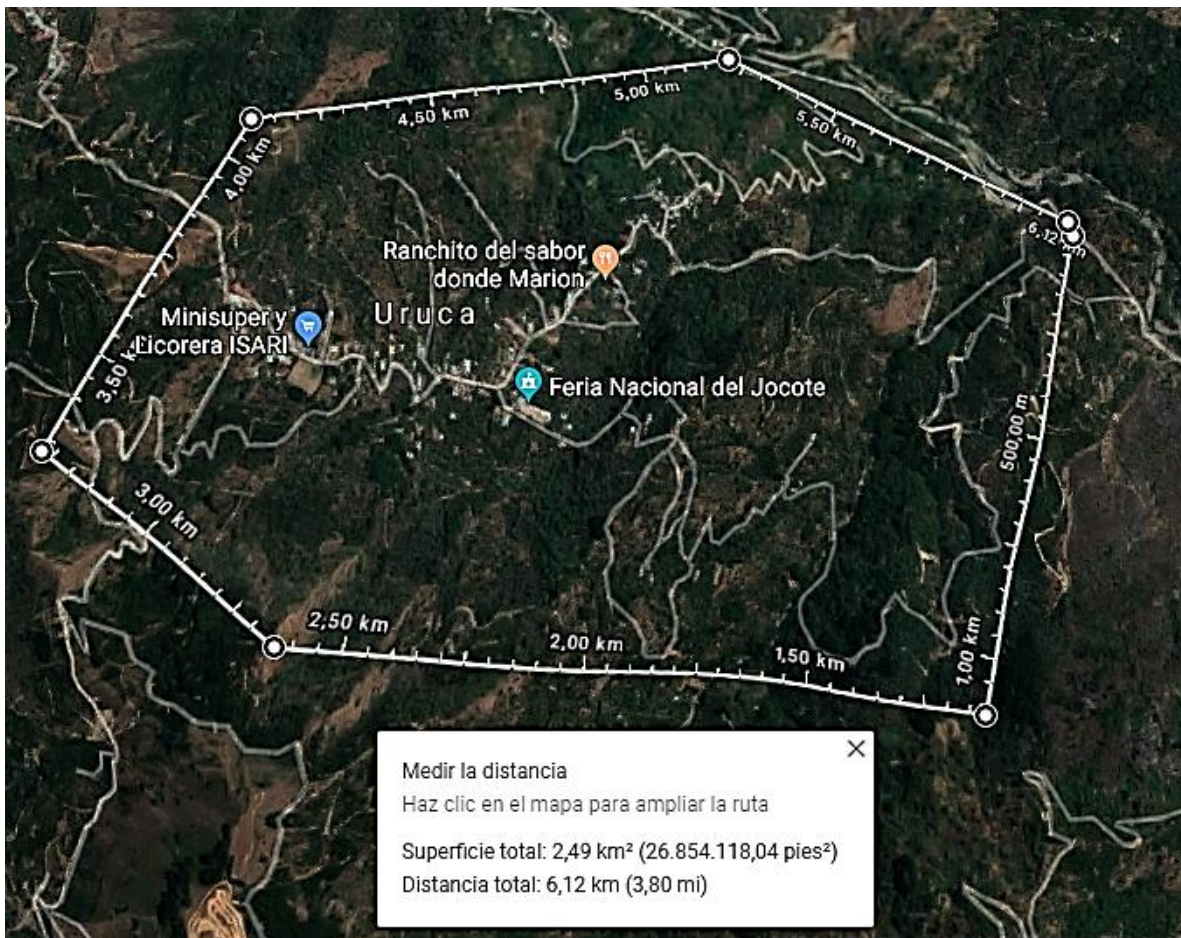 5,00 km
4,50 km
5,50 km
4,00 km
6,12 km
Ranchito del sabor
donde Marion
Uruca
Minisuper y
Licorera ISARI
3,50 k
Feria Nacional del Jocote
500,00 m
3,00 km
2,50 km
2,00 km
1,50 km
1,00 km
Medir la distancia
Haz clic en el mapa para ampliar la ruta
Superficie total: 2,49 km² (26.854.118,04 pies²)
Distancia total: 6,12 km (3,80 mi)